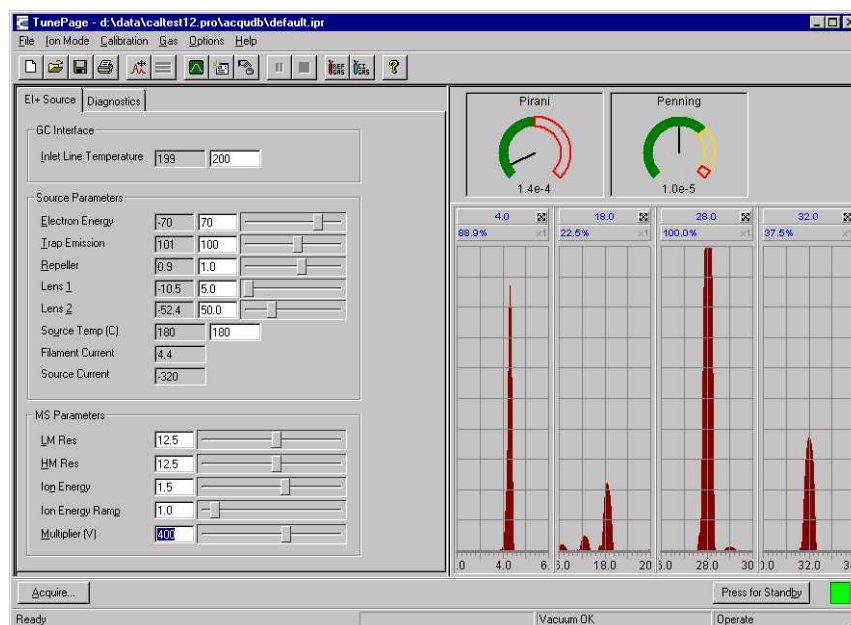 TunePage - d:\data\caltest12.pro\acqudb\default.ipr
File Ion Mode Calibration Gas Options Help
EI+ Source Diagnostics
GC Interface
Inlet Line Temperature 199 200
Source Parameters
Electron Energy -70 70
Trap Emission 101 100
Repeller 0.9 1.0
Lens 1 -10.5 5.0
Lens 2 -52.4 50.0
Source Temp (C) 180 180
Filament Current 4.4
Source Current -320
MS Parameters
LM Res 12.5
HM Res 12.5
Ion Energy 1.5
Ion Energy Ramp 1.0
Multiplier (V) 400
Pirani Penning
1.4e-4 1.0e-5
4.0 18.0 28.0 32.0
88.9% x1 22.5% x1 100.0% x1 37.5% x1
.0 4.0 6. 18.0 20 6.0 28.0 30 0.0 32.0
Acquire... Press for Standby
Ready Vacuum OK Operate